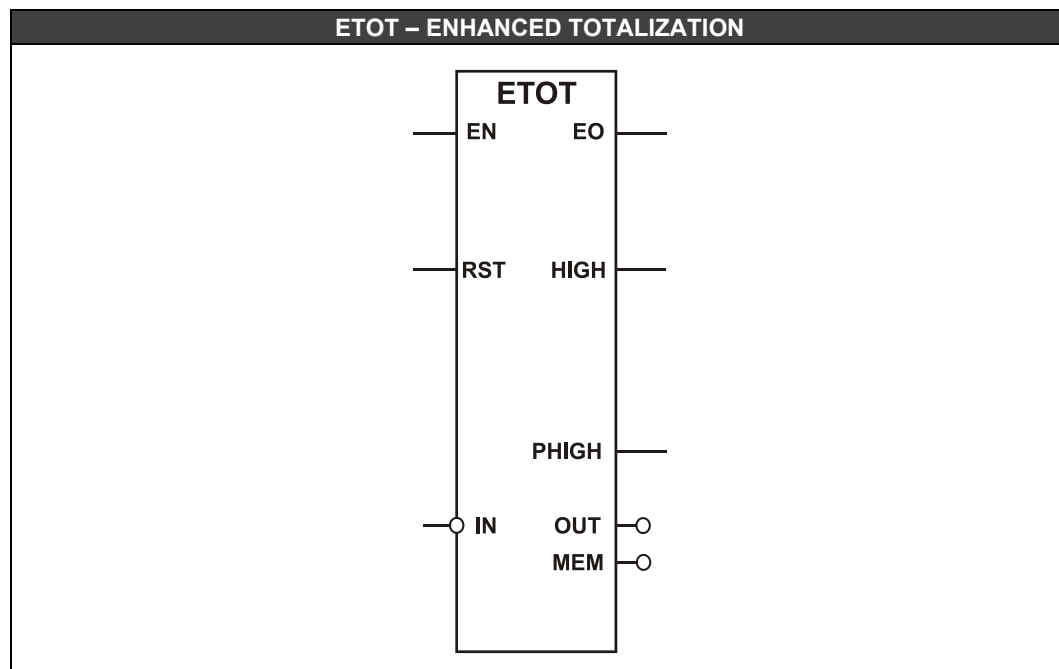 ETOT – ENHANCED TOTALIZATION
ETOT
EN EO
RST HIGH
PHIGH
IN OUT
MEM